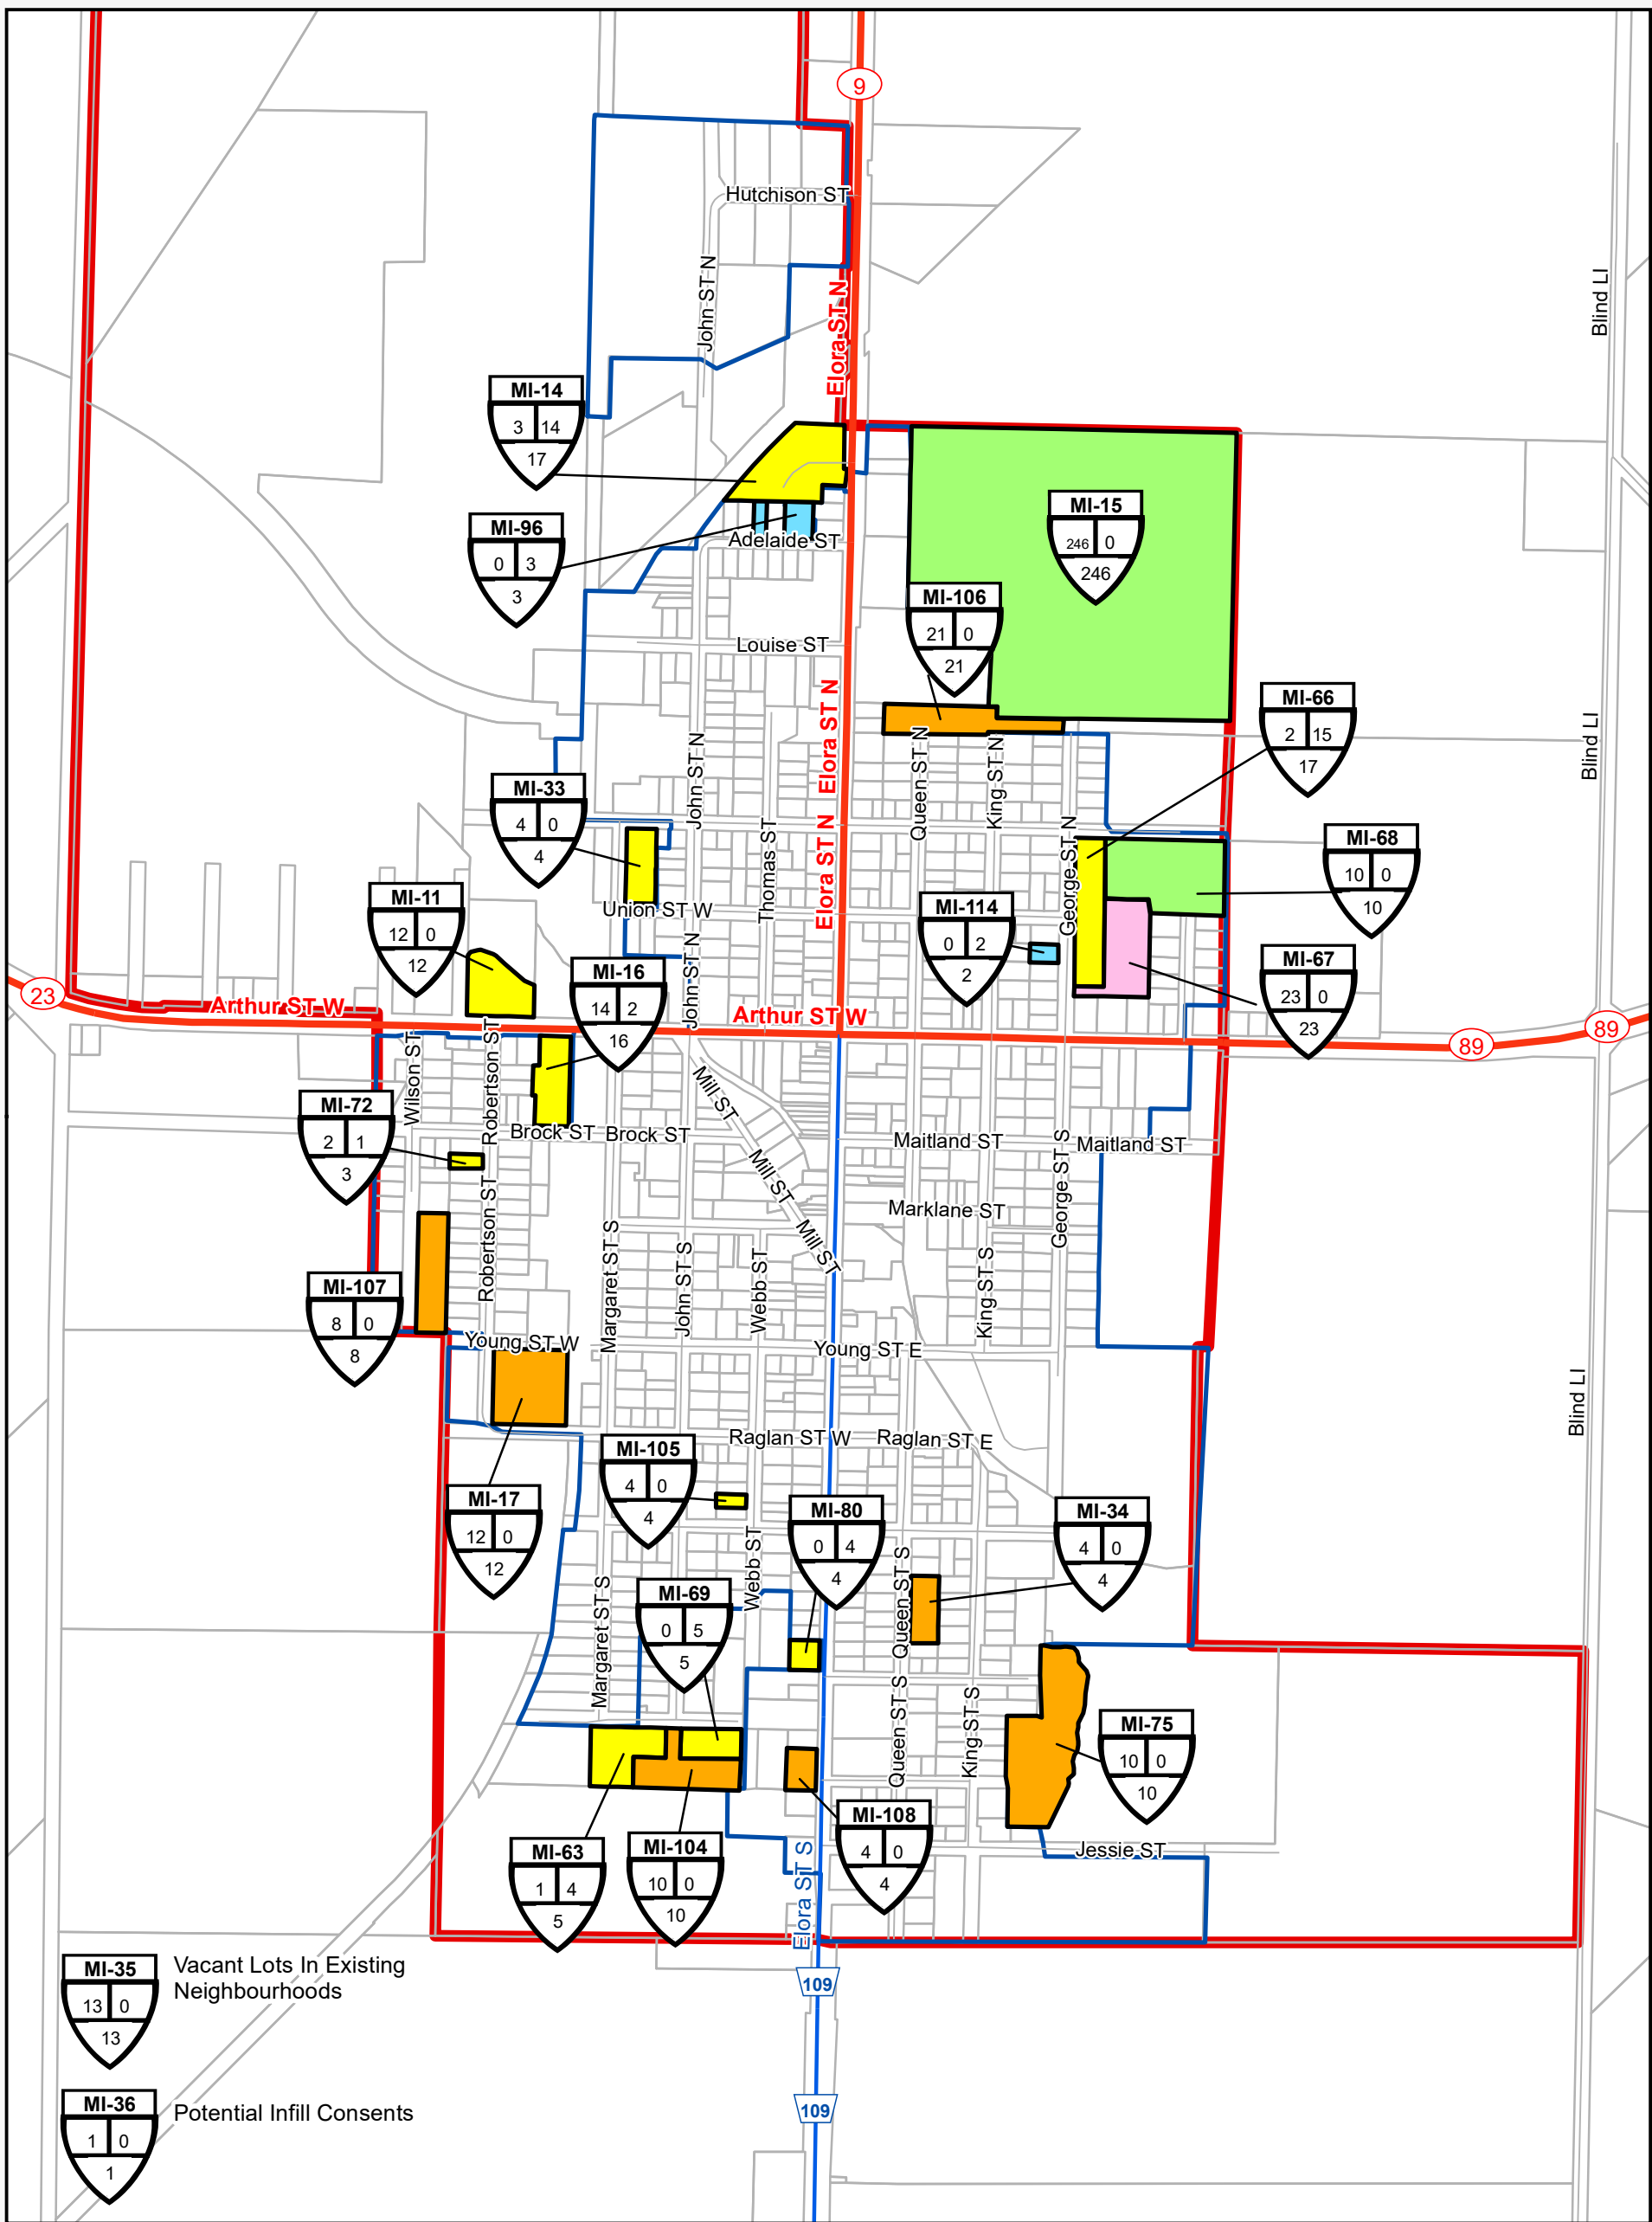 9
Hutchison ST
John ST N
Elora ST N
Blind LI
MI-14
3 14
17
MI-96
0 3
3
Adelaide ST
MI-15
246 0
246
MI-106
21 0
21
Louise ST
MI-66
2 15
17
Elora ST N
Queen ST N
King ST N
John ST N
Blind LI
MI-33
4 0
4
Thomas ST
Elora ST N
George ST N
MI-68
10 0
10
MI-11
12 0
12
Union ST W
MI-114
0 2
2
MI-67
23 0
23
MI-16
14 2
16
John ST N
23
Arthur ST W
Arthur ST W
89
89
Wilson ST
Robertson ST
Mill ST
MI-72
2 1
3
Brock ST
Brock ST
Maitland ST
Maitland ST
Mill ST
George ST S
Robertson ST
Marklane ST
Margaret ST S
John ST S
Webb ST
Mill ST
King ST S
MI-107
8 0
8
Young ST W
Young ST E
Blind LI
Raglan ST W
Raglan ST E
MI-105
4 0
4
MI-17
12 0
12
MI-80
0 4
4
MI-34
4 0
4
Webb ST
Queen ST S
MI-69
0 5
5
Margaret ST S
Queen ST S
King ST S
MI-75
10 0
10
MI-108
4 0
4
MI-63
1 4
5
MI-104
10 0
10
Jessie ST
Elora ST S
MI-35
13 0
13
Vacant Lots In Existing
Neighbourhoods
109
MI-36
1 0
1
Potential Infill Consents
109